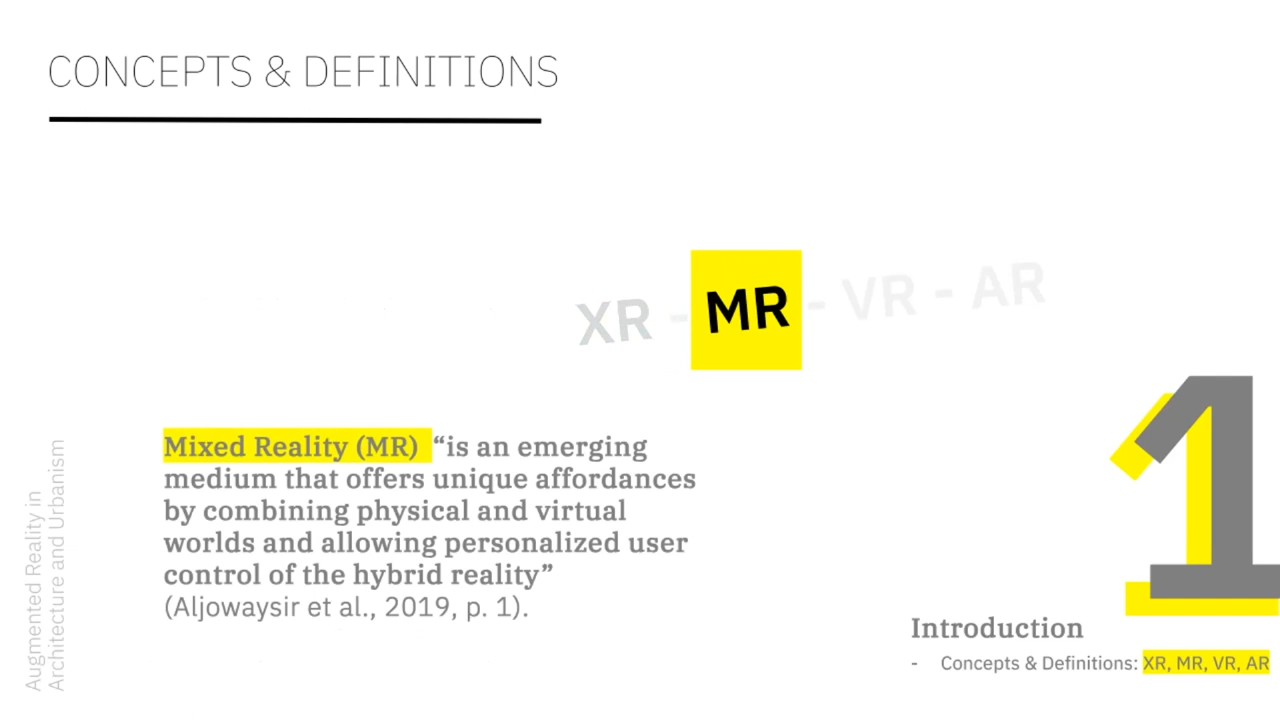 CONCEPTS & DEFINITIONS
XR - MR - VR - AR
Mixed Reality (MR) “is an emerging
medium that offers unique affordances
by combining physical and virtual
worlds and allowing personalized user
control of the hybrid reality”
(Aljowaysir et al., 2019, p. 1).
Augmented Reality in
Architecture and Urbanism
1
Introduction
- Concepts & Definitions: XR, MR, VR, AR